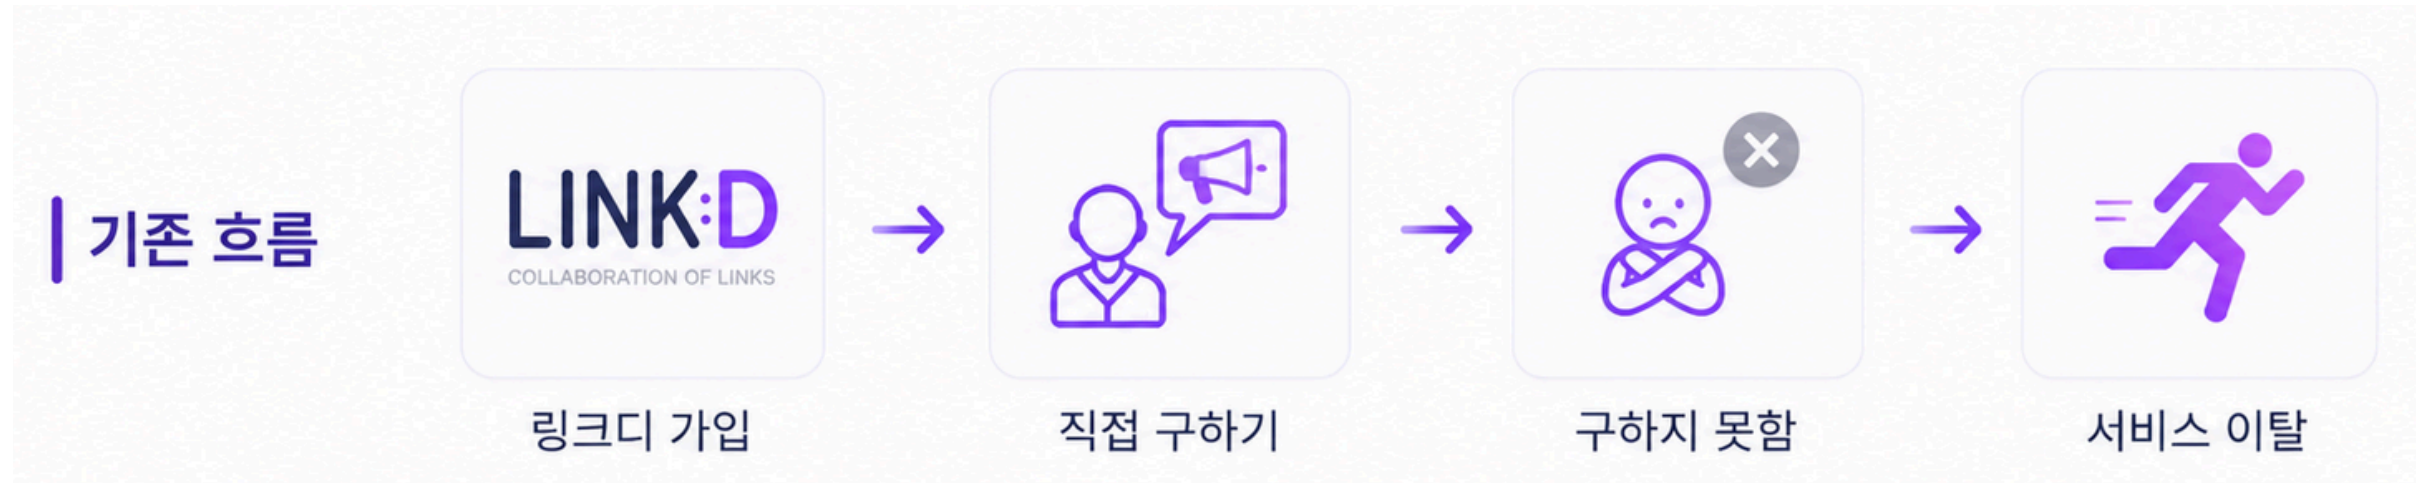 기존 흐름
LINK:D
COLLABORATION OF LINKS
링크디 가입
직접 구하기
구하지 못함
서비스 이탈